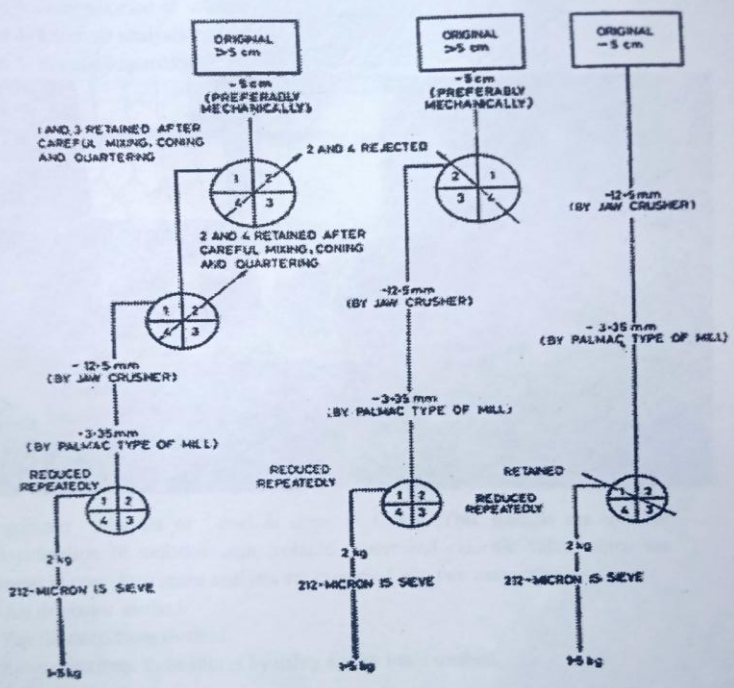 ORIGINAL
>5 cm
-5 cm
(PREFERABLY
MECHANICALLY)
1 AND, 3 RETAINED AFTER
CAREFUL MIXING, CONING
AND QUARTERING
1 2
4 3
2 AND 4 REJECTED
2 AND 4 RETAINED AFTER
CAREFUL MIXING, CONING
AND QUARTERING
1 2
4 3
-12·5 mm
(BY JAW CRUSHER)
-3·35mm
(BY PALMAC TYPE OF MILL)
REDUCED
REPEATEDLY
1 2
4 3
2 kg
212-MICRON IS SIEVE
1·5 kg
ORIGINAL
>5 cm
-5 cm
(PREFERABLY
MECHANICALLY)
2 1
3 4
-12·5mm
(BY JAW CRUSHER)
-3·35 mm
(BY PALMAC TYPE OF MILL)
REDUCED
REPEATEDLY
1 2
4 3
2 kg
212-MICRON IS SIEVE
1·5 kg
ORIGINAL
-5 cm
-12·5mm
(BY JAW CRUSHER)
-3·35 mm
(BY PALMAC TYPE OF MILL)
RETAINED
REDUCED
REPEATEDLY
1 2
4 3
2 kg
212-MICRON IS SIEVE
1·5 kg